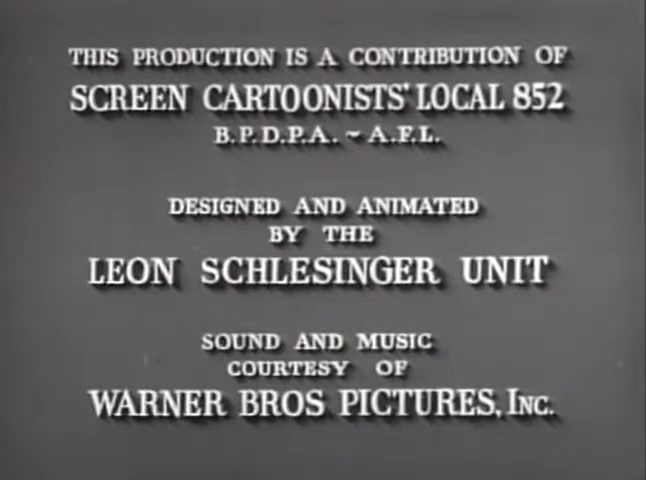 THIS PRODUCTION IS A CONTRIBUTION OF
SCREEN CARTOONISTS' LOCAL 852
B.P.D.P.A. ~ A.F.L.
DESIGNED AND ANIMATED
BY THE
LEON SCHLESINGER UNIT
SOUND AND MUSIC
COURTESY OF
WARNER BROS PICTURES, INC.